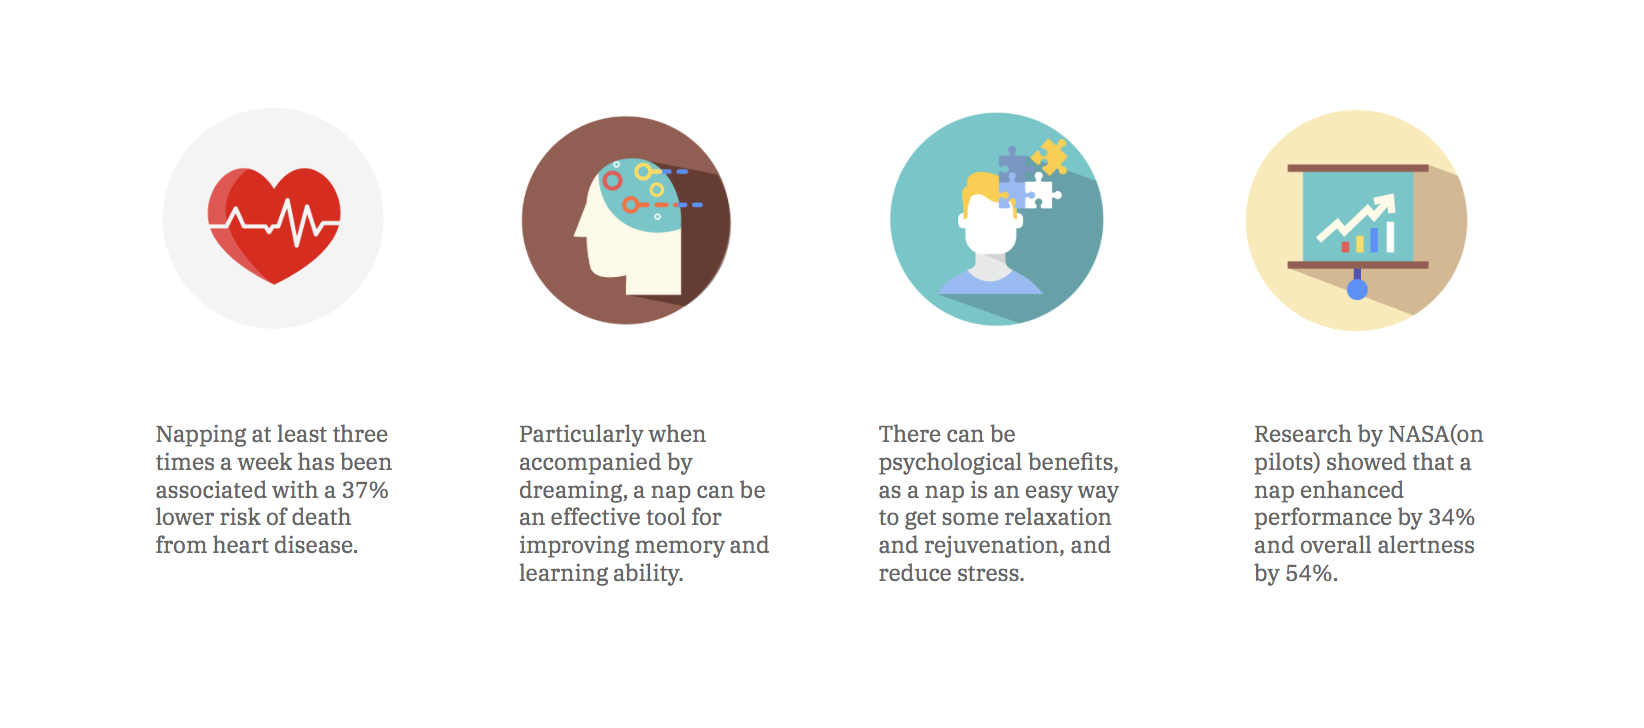 Napping at least three
times a week has been
associated with a 37%
lower risk of death
from heart disease.
Particularly when
accompanied by
dreaming, a nap can be
an effective tool for
improving memory and
learning ability.
There can be
psychological benefits,
as a nap is an easy way
to get some relaxation
and rejuvenation, and
reduce stress.
Research by NASA(on
pilots) showed that a
nap enhanced
performance by 34%
and overall alertness
by 54%.